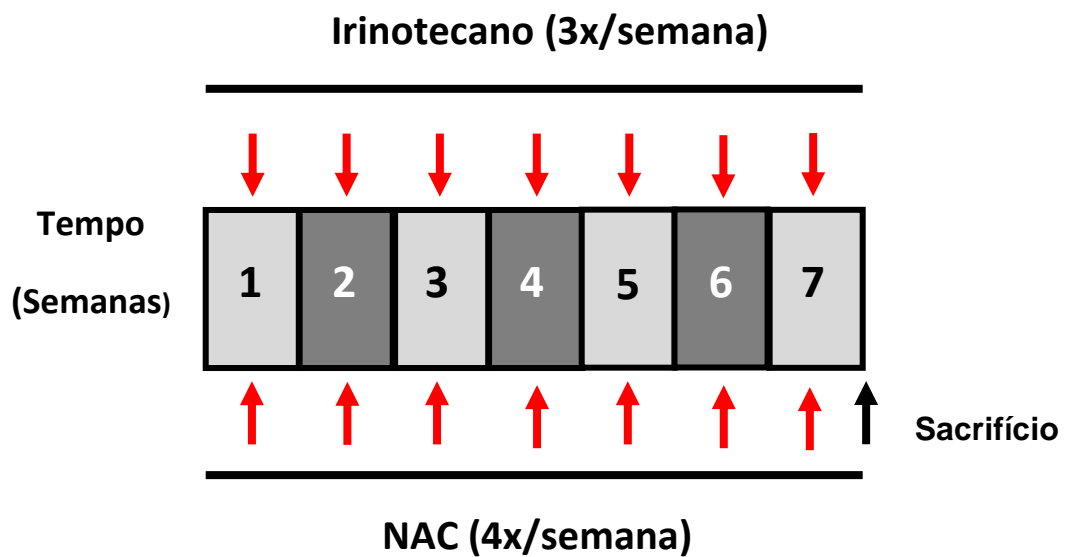 Irinotecano (3x/semana)
Tempo
(Semanas)
1 2 3 4 5 6 7
Sacrifício
NAC (4x/semana)